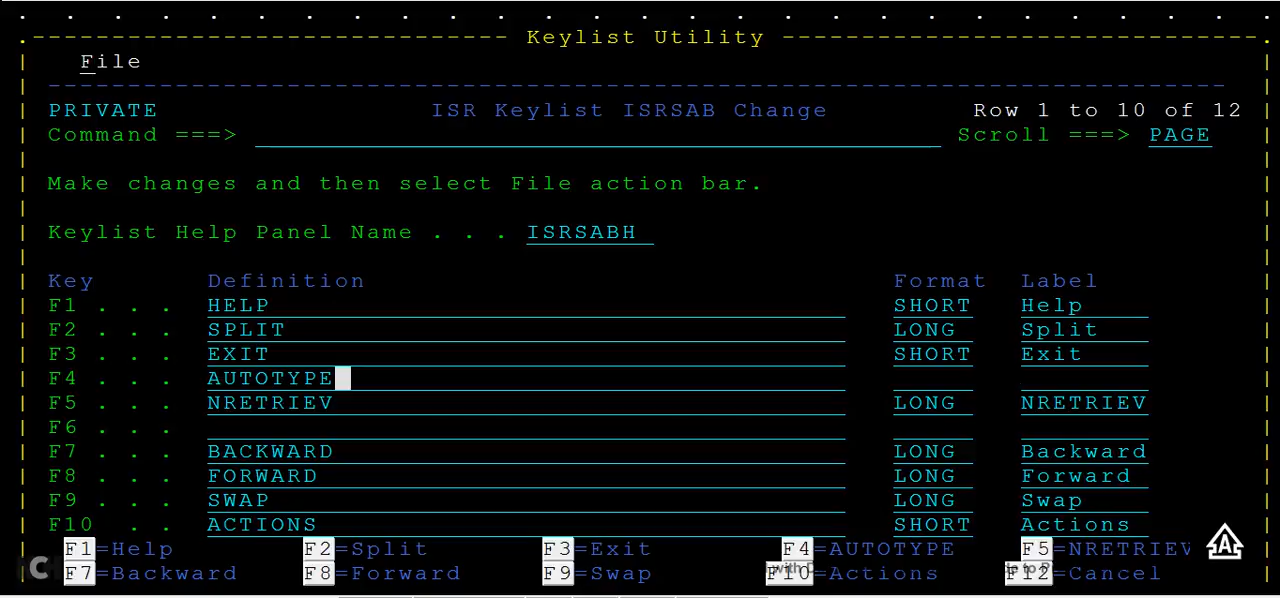 Keylist Utility
File
PRIVATE ISR Keylist ISRSAB Change Row 1 to 10 of 12
Command ===> Scroll ===> PAGE
Make changes and then select File action bar.
Keylist Help Panel Name . . . ISRSABH
Key Definition Format Label
F1 . . . HELP SHORT Help
F2 . . . SPLIT LONG Split
F3 . . . EXIT SHORT Exit
F4 . . . AUTOTYPE
F5 . . . NRETRIEV LONG NRETRIEV
F6 . . .
F7 . . . BACKWARD LONG Backward
F8 . . . FORWARD LONG Forward
F9 . . . SWAP LONG Swap
F10 . . ACTIONS SHORT Actions
F1=Help F2=Split F3=Exit F4=AUTOTYPE F5=NRETRIEV
F7=Backward F8=Forward F9=Swap F10=Actions F12=Cancel